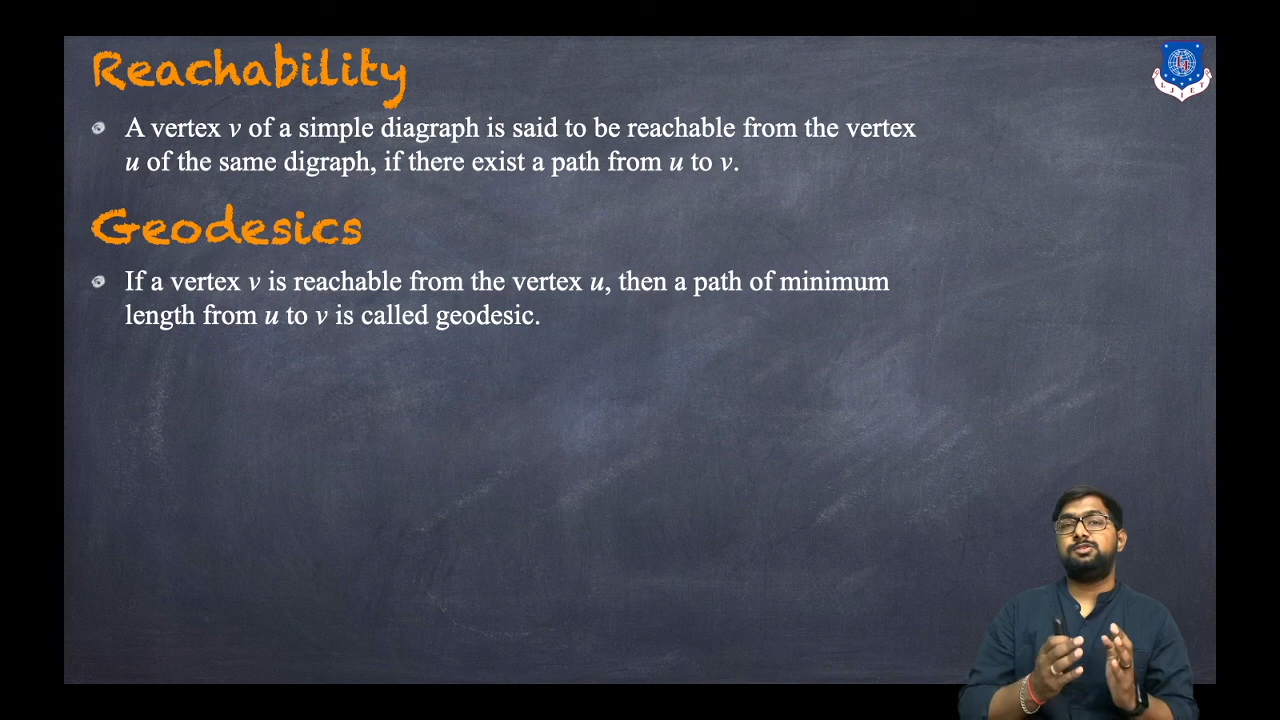 Reachability
A vertex v of a simple diagraph is said to be reachable from the vertex
u of the same digraph, if there exist a path from u to v.
Geodesics
If a vertex v is reachable from the vertex u, then a path of minimum
length from u to v is called geodesic.
LJIET